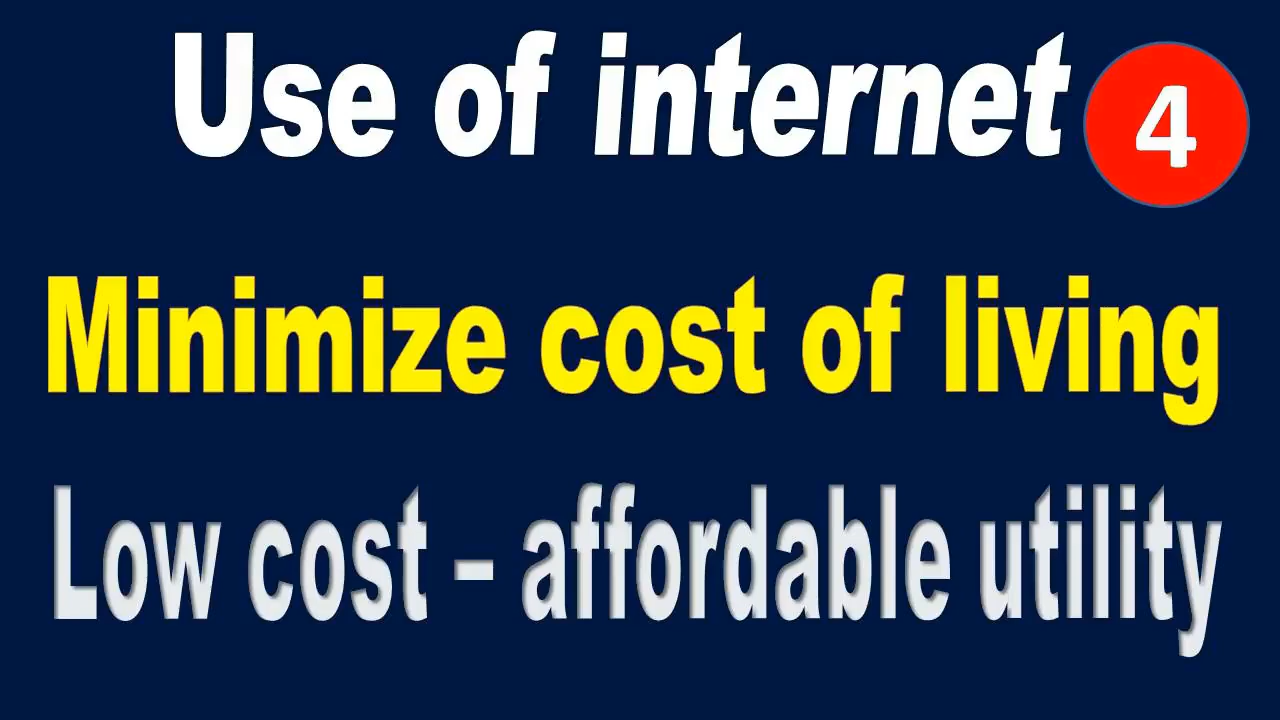 Use of internet 4
Minimize cost of living
Low cost – affordable utility